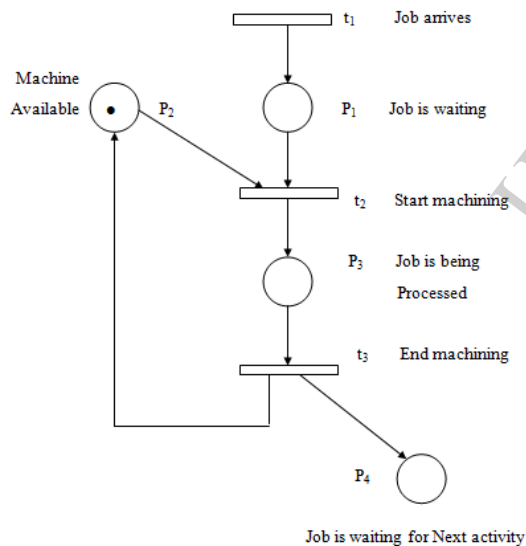 t1 Job arrives
Machine
Available
P2
P1 Job is waiting
t2 Start machining
P3 Job is being
Processed
t3 End machining
P4
Job is waiting for Next activity